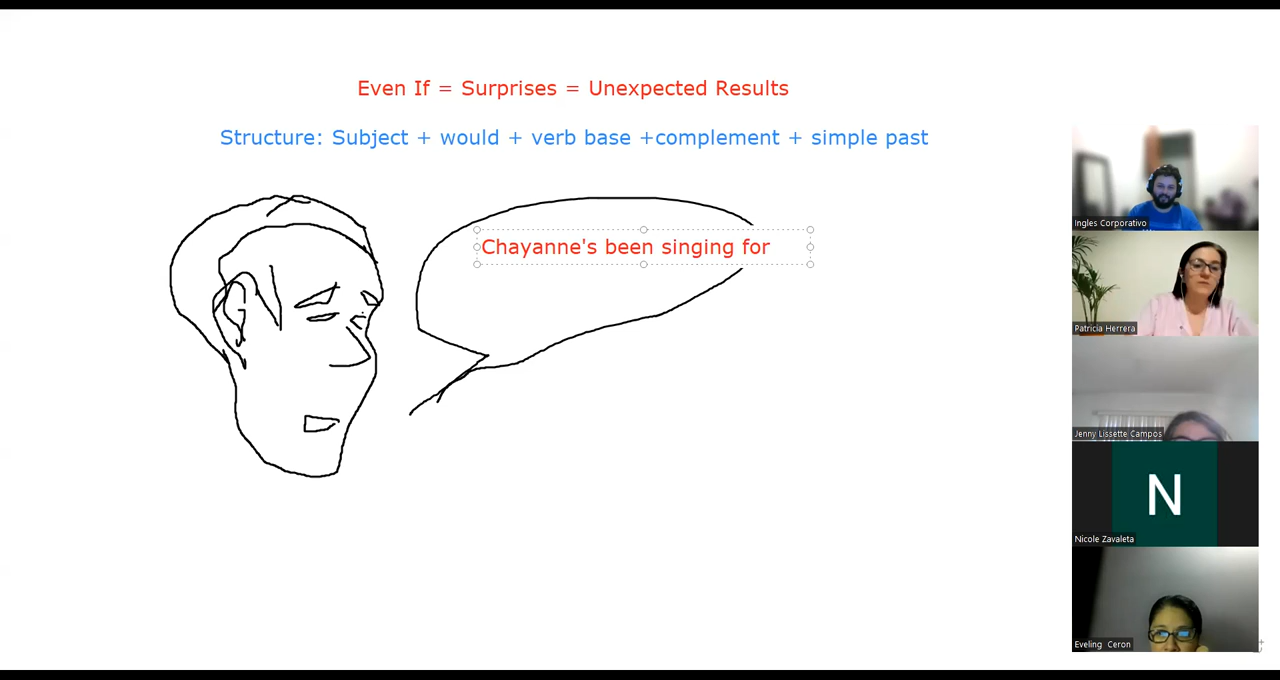 Even If = Surprises = Unexpected Results
Structure: Subject + would + verb base +complement + simple past
Chayanne's been singing for
Ingles Corporativo
Patricia Herrera
Jenny Lissette Campos
N
Nicole Zavaleta
Eveling Ceron